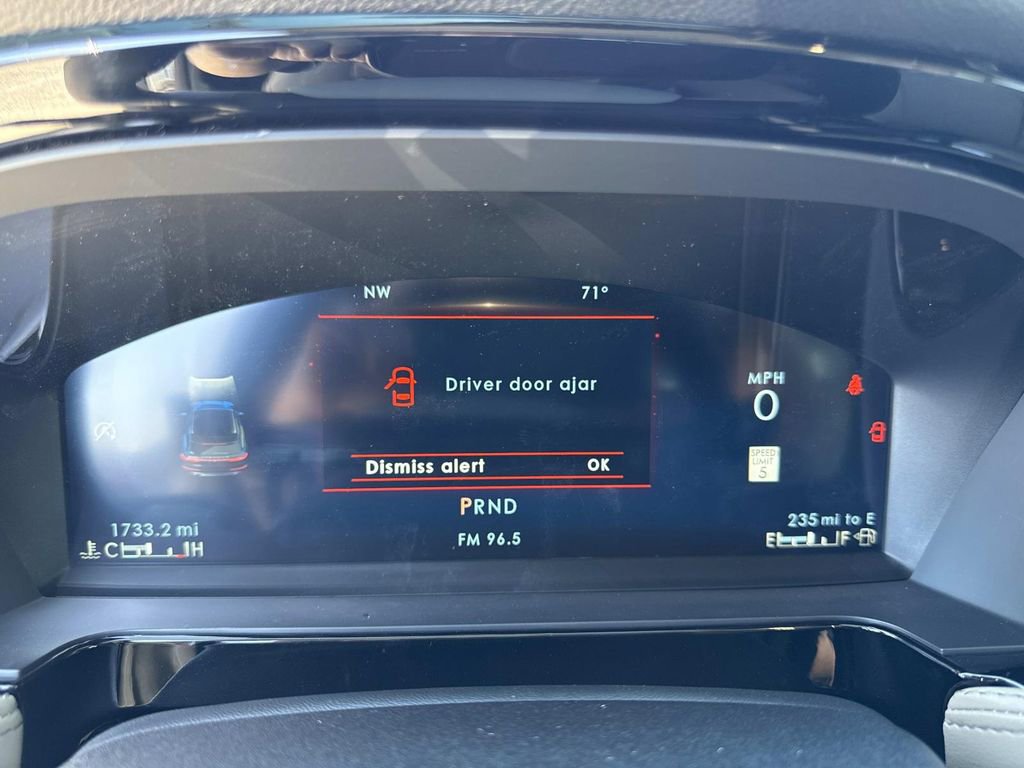 NW 71°
Driver door ajar
MPH
0
Dismiss alert OK
SPEED
LIMIT
5
PRND
1733.2 mi
FM 96.5
235 mi to E
C H
E F